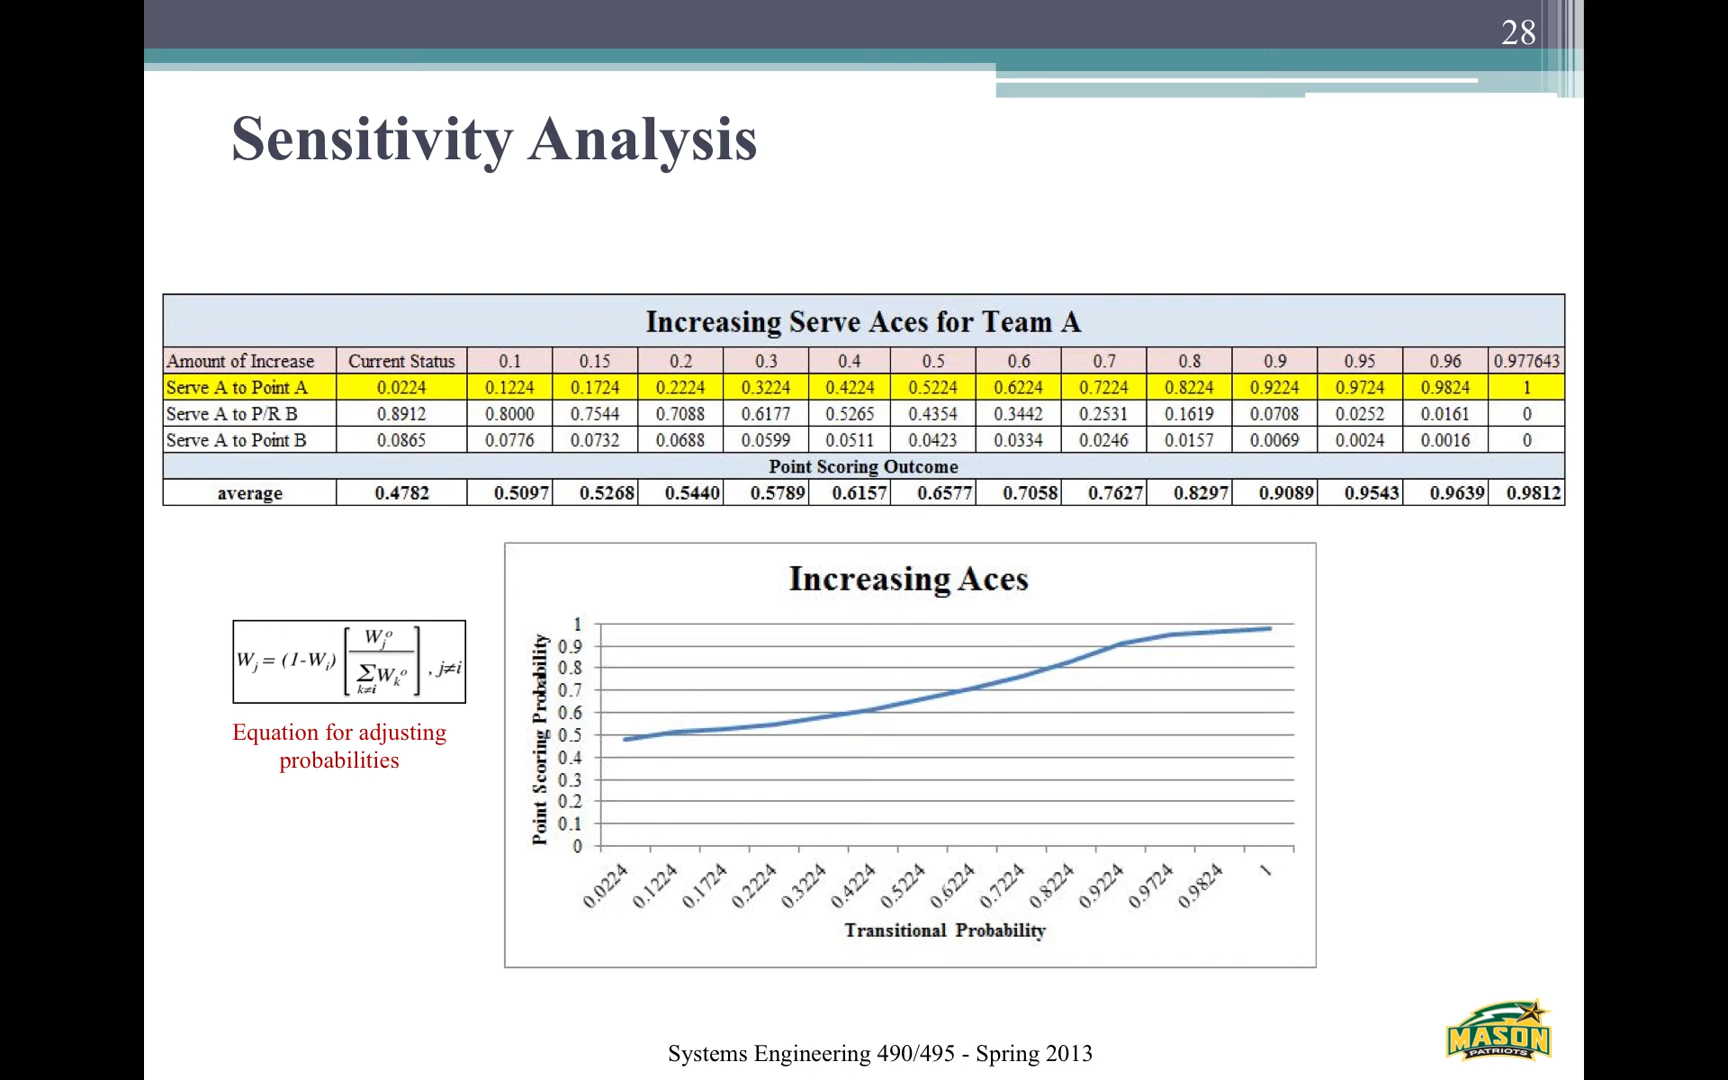 28
Sensitivity Analysis
Increasing Serve Aces for Team A
Amount of Increase Current Status 0.1 0.15 0.2 0.3 0.4 0.5 0.6 0.7 0.8 0.9 0.95 0.96 0.977643
Serve A to Point A 0.0224 0.1224 0.1724 0.2224 0.3224 0.4224 0.5224 0.6224 0.7224 0.8224 0.9224 0.9724 0.9824 1
Serve A to P/R B 0.8912 0.8000 0.7544 0.7088 0.6177 0.5265 0.4354 0.3442 0.2531 0.1619 0.0708 0.0252 0.0161 0
Serve A to Point B 0.0865 0.0776 0.0732 0.0688 0.0599 0.0511 0.0423 0.0334 0.0246 0.0157 0.0069 0.0024 0.0016 0
Point Scoring Outcome
average 0.4782 0.5097 0.5268 0.5440 0.5789 0.6157 0.6577 0.7058 0.7627 0.8297 0.9089 0.9543 0.9639 0.9812
W_j = (1-W_i) [ W_j^o / ∑_{k≠i} W_k^o ] , j≠i
Equation for adjusting
probabilities
Increasing Aces
Point Scoring Probability
1
0.9
0.8
0.7
0.6
0.5
0.4
0.3
0.2
0.1
0
0.0224 0.1224 0.1724 0.2224 0.3224 0.4224 0.5224 0.6224 0.7224 0.8224 0.9224 0.9724 0.9824 1
Transitional Probability
MASON
PATRIOTS
Systems Engineering 490/495 - Spring 2013